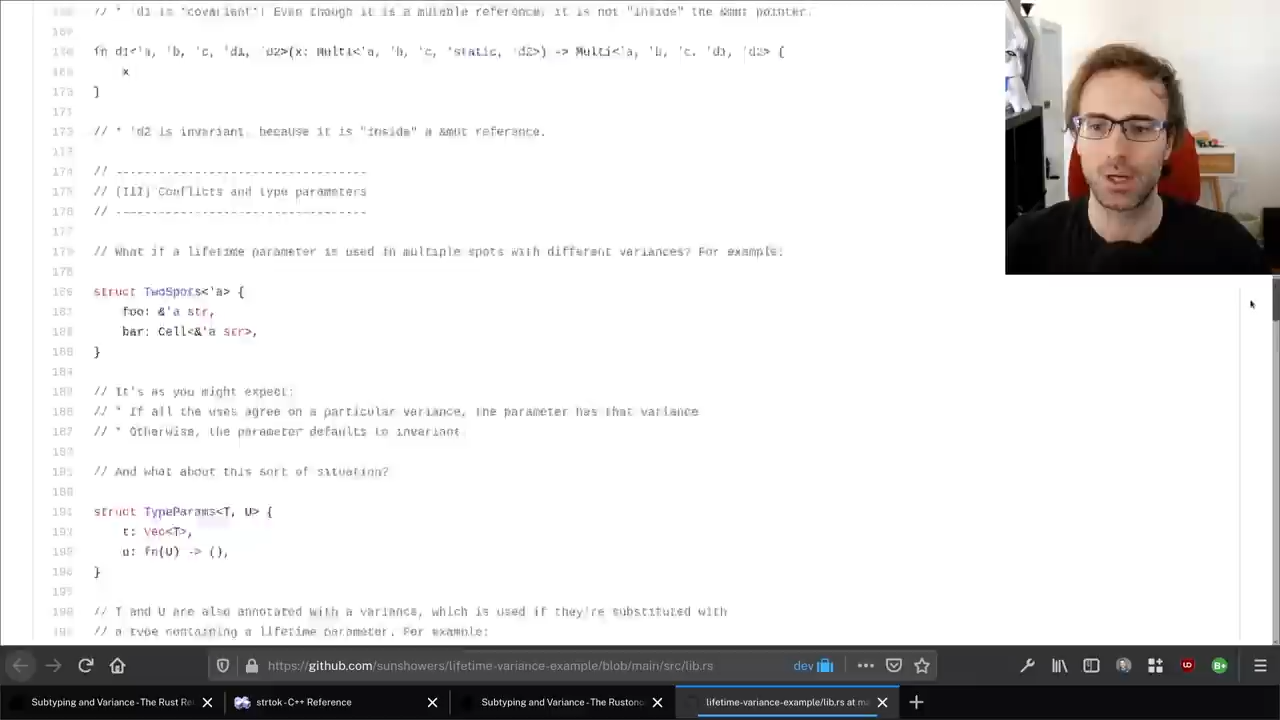 // * 'd1 is *covariant*! Even though it is a mutable reference, it is not "inside" the &mut pointer.
fn d1<'a, 'b, 'c, 'd1, 'd2>(x: Multi<'a, 'b, 'c, 'static, 'd2>) -> Multi<'a, 'b, 'c, 'd1, 'd2> {
x
}
// * 'd2 is invariant, because it is "inside" a &mut reference.
// ----------------------------------
// (III) Conflicts and type parameters
// ----------------------------------
// What if a lifetime parameter is used in multiple spots with different variances? For example:
struct TwoSpots<'a> {
foo: &'a str,
bar: Cell<&'a str>,
}
// It's as you might expect:
// * If all the uses agree on a particular variance, the parameter has that variance
// * Otherwise, the parameter defaults to invariant
// And what about this sort of situation?
struct TypeParams<T, U> {
t: Vec<T>,
u: fn(U) -> (),
}
// T and U are also annotated with a variance, which is used if they're substituted with
// a type containing a lifetime parameter. For example:
https://github.com/sunshowers/lifetime-variance-example/blob/main/src/lib.rs
dev
Subtyping and Variance - The Rust Re
strtok - C++ Reference
Subtyping and Variance - The Rustono
lifetime-variance-example/lib.rs at ma